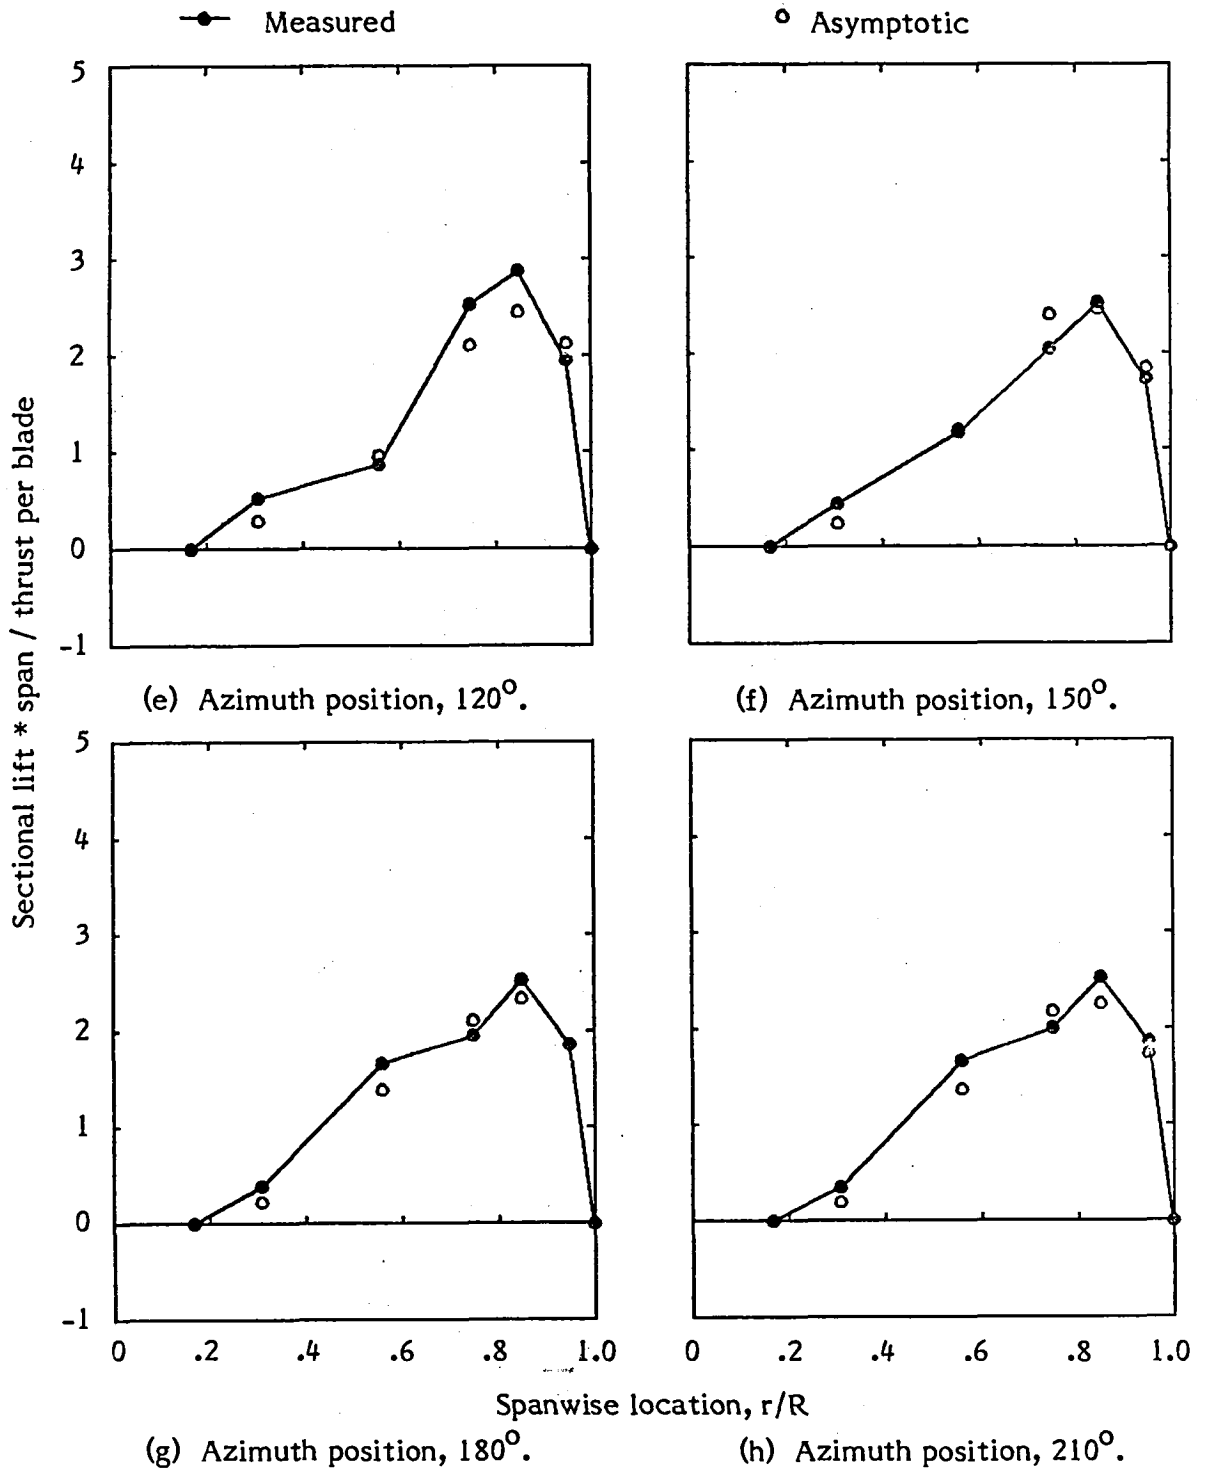 Measured
Asymptotic
Sectional lift * span / thrust per blade
5
4
3
2
1
0
-1
(e) Azimuth position, 120°.
(f) Azimuth position, 150°.
5
4
3
2
1
0
-1
0 .2 .4 .6 .8 1.0
0 .2 .4 .6 .8 1.0
Spanwise location, r/R
(g) Azimuth position, 180°.
(h) Azimuth position, 210°.